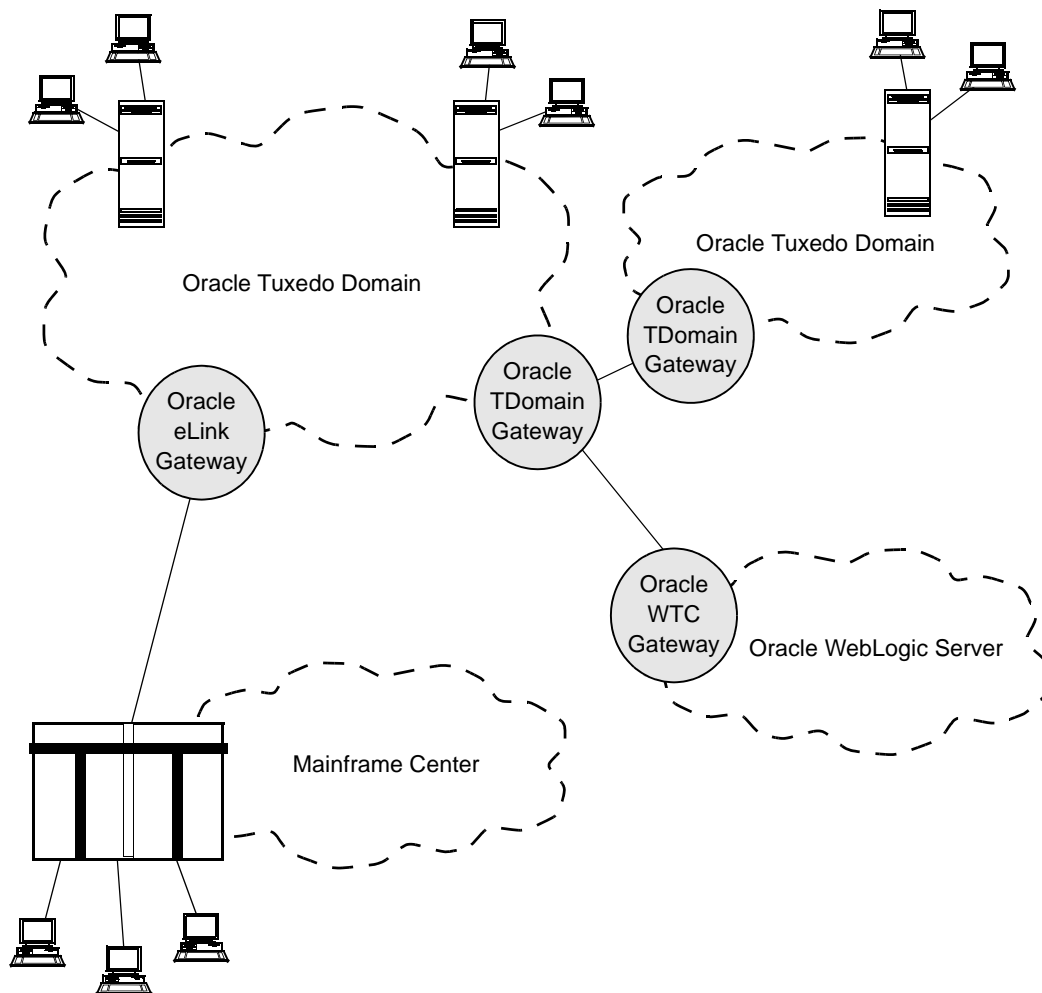 Oracle Tuxedo Domain
Oracle Tuxedo Domain
Oracle
TDomain
Gateway
Oracle
TDomain
Gateway
Oracle
eLink
Gateway
Oracle
WTC
Gateway
Oracle WebLogic Server
Mainframe Center